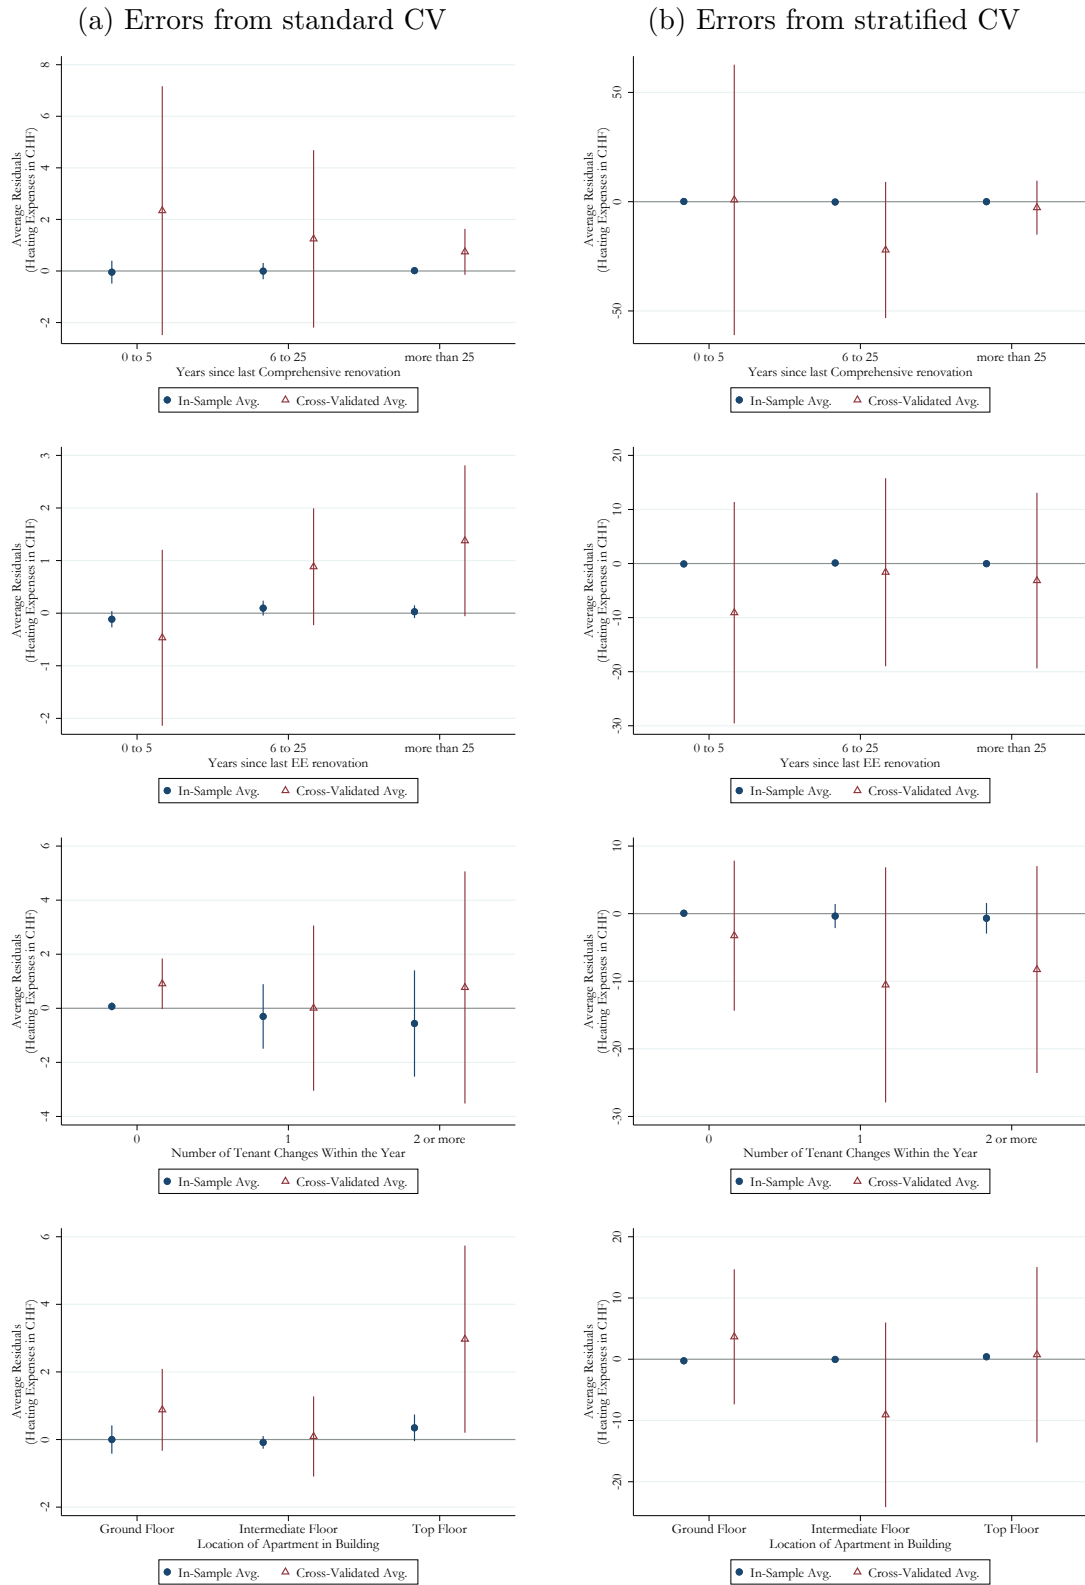 (a) Errors from standard CV
Average Residuals
(Heating Expenses in CHF)
8
6
4
2
0
-2
0 to 5
6 to 25
more than 25
Years since last Comprehensive renovation
In-Sample Avg.
Cross-Validated Avg.
Average Residuals
(Heating Expenses in CHF)
3
2
1
0
-1
-2
0 to 5
6 to 25
more than 25
Years since last EE renovation
In-Sample Avg.
Cross-Validated Avg.
Average Residuals
(Heating Expenses in CHF)
6
4
2
0
-2
-4
0
1
2 or more
Number of Tenant Changes Within the Year
In-Sample Avg.
Cross-Validated Avg.
Average Residuals
(Heating Expenses in CHF)
6
4
2
0
-2
Ground Floor
Intermediate Floor
Top Floor
Location of Apartment in Building
In-Sample Avg.
Cross-Validated Avg.
(b) Errors from stratified CV
Average Residuals
(Heating Expenses in CHF)
50
0
-50
0 to 5
6 to 25
more than 25
Years since last Comprehensive renovation
In-Sample Avg.
Cross-Validated Avg.
Average Residuals
(Heating Expenses in CHF)
20
10
0
-10
-20
-30
0 to 5
6 to 25
more than 25
Years since last EE renovation
In-Sample Avg.
Cross-Validated Avg.
Average Residuals
(Heating Expenses in CHF)
10
0
-10
-20
-30
0
1
2 or more
Number of Tenant Changes Within the Year
In-Sample Avg.
Cross-Validated Avg.
Average Residuals
(Heating Expenses in CHF)
20
10
0
-10
-20
Ground Floor
Intermediate Floor
Top Floor
Location of Apartment in Building
In-Sample Avg.
Cross-Validated Avg.